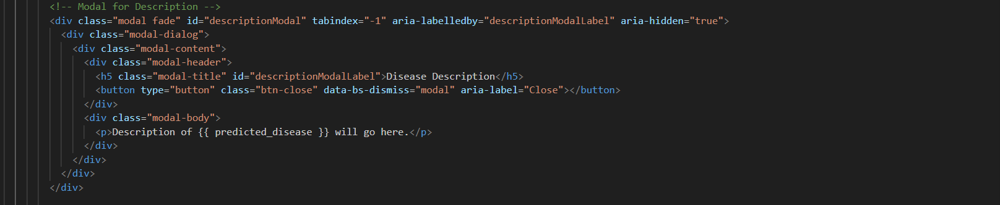 <!-- Modal for Description -->
<div class="modal fade" id="descriptionModal" tabindex="-1" aria-labelledby="descriptionModalLabel" aria-hidden="true">
<div class="modal-dialog">
<div class="modal-content">
<div class="modal-header">
<h5 class="modal-title" id="descriptionModalLabel">Disease Description</h5>
<button type="button" class="btn-close" data-bs-dismiss="modal" aria-label="Close"></button>
</div>
<div class="modal-body">
<p>Description of {{ predicted_disease }} will go here.</p>
</div>
</div>
</div>
</div>